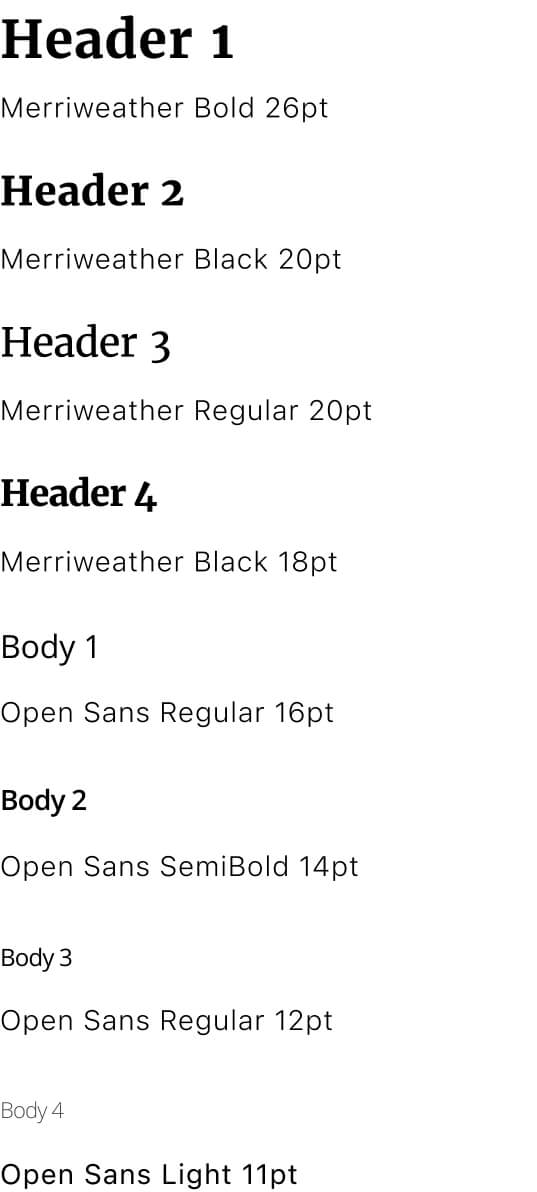 Header 1
Merriweather Bold 26pt
Header 2
Merriweather Black 20pt
Header 3
Merriweather Regular 20pt
Header 4
Merriweather Black 18pt
Body 1
Open Sans Regular 16pt
Body 2
Open Sans SemiBold 14pt
Body 3
Open Sans Regular 12pt
Body 4
Open Sans Light 11pt